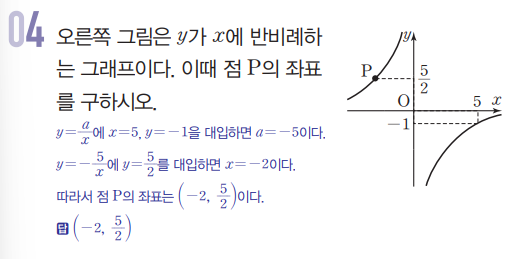 04
오른쪽 그림은 y가 x에 반비례하
는 그래프이다. 이때 점 P의 좌표
를 구하시오.
y=a/x에 x=5, y=-1을 대입하면 a=-5이다.
y=-5/x에 y=5/2를 대입하면 x=-2이다.
따라서 점 P의 좌표는 (-2, 5/2)이다.
답 (-2, 5/2)
y
P
5/2
O
5
x
-1